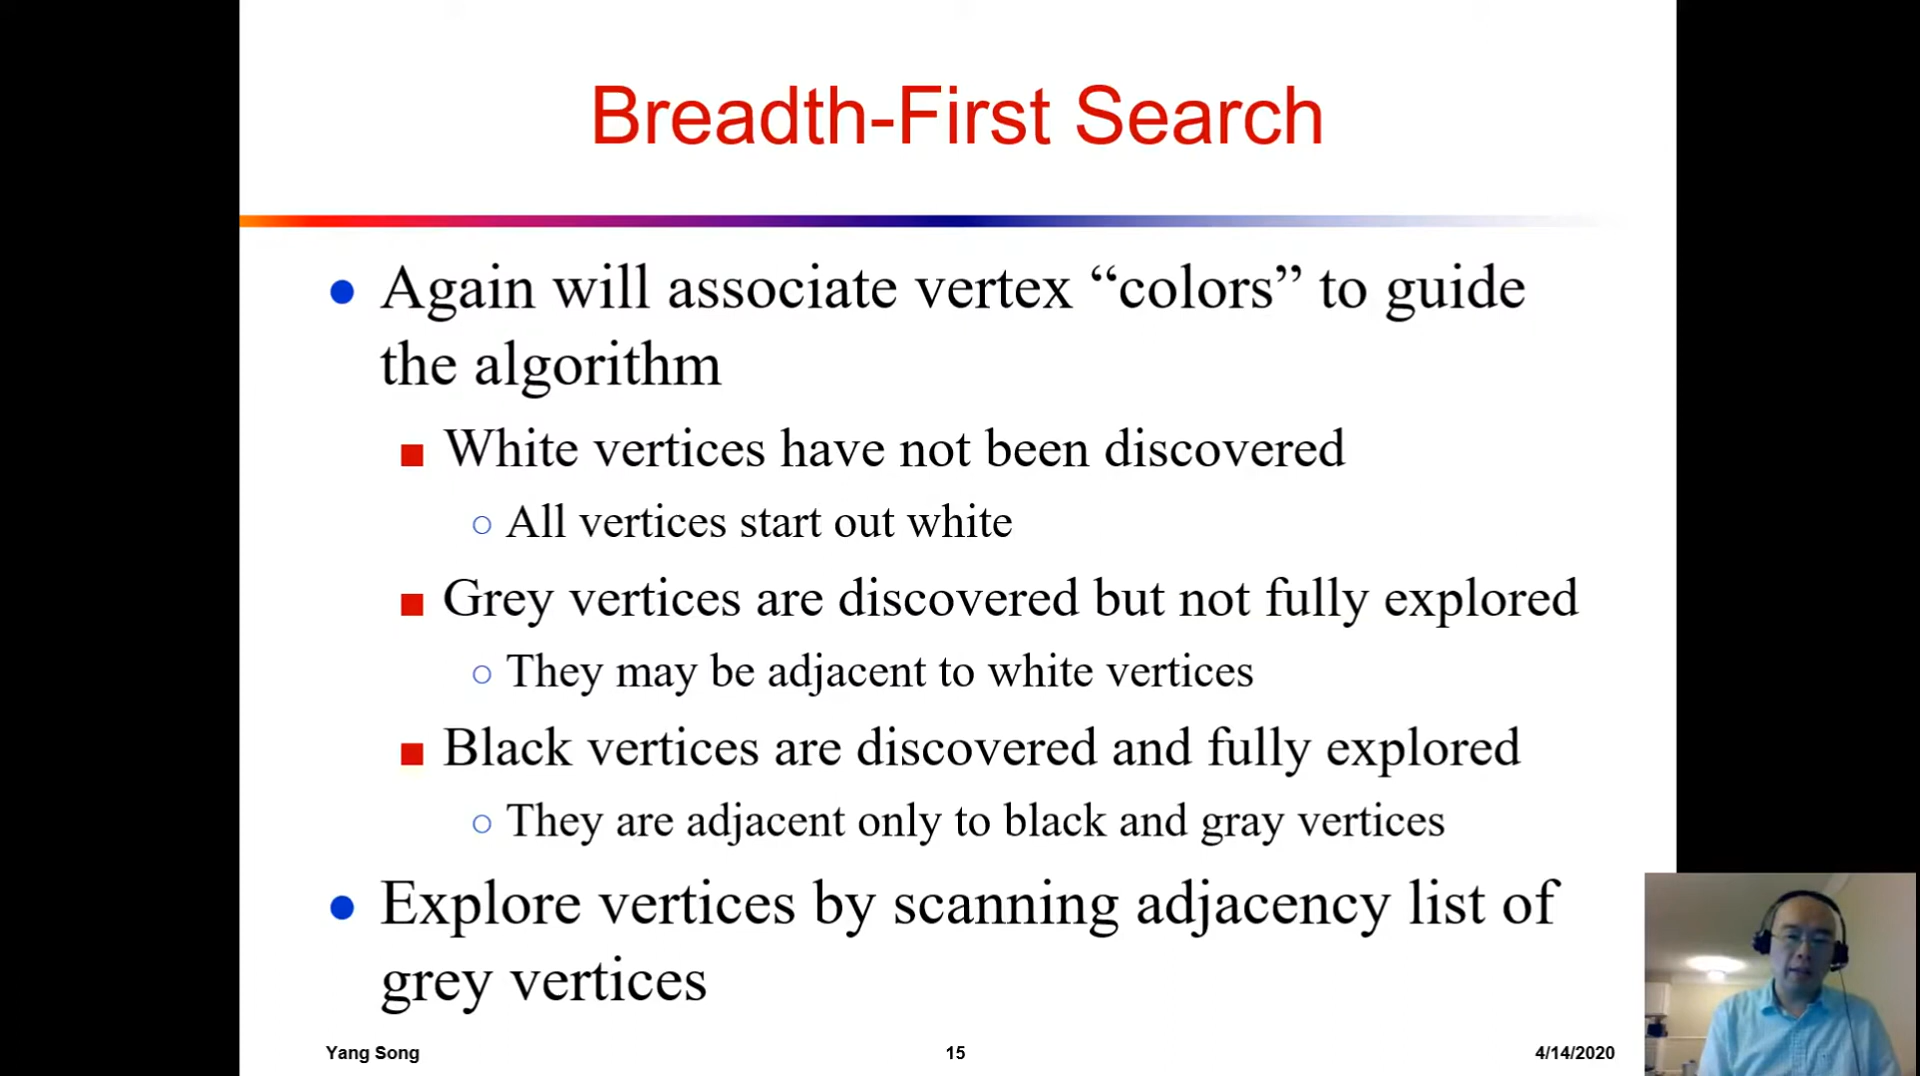 Breadth-First Search
● Again will associate vertex “colors” to guide
the algorithm
■ White vertices have not been discovered
○ All vertices start out white
■ Grey vertices are discovered but not fully explored
○ They may be adjacent to white vertices
■ Black vertices are discovered and fully explored
○ They are adjacent only to black and gray vertices
● Explore vertices by scanning adjacency list of
grey vertices
Yang Song
15
4/14/2020